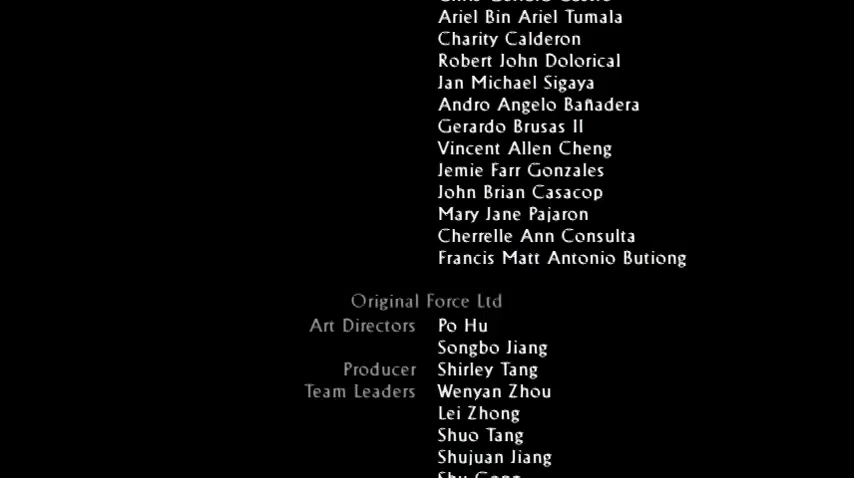 Ariel Bin Ariel Tumala
Charity Calderon
Robert John Dolorical
Jan Michael Sigaya
Andro Angelo Bañadera
Gerardo Brusas II
Vincent Allen Cheng
Jemie Farr Gonzales
John Brian Casacop
Mary Jane Pajaron
Cherrelle Ann Consulta
Francis Matt Antonio Butiong
Original Force Ltd
Art Directors Po Hu
Songbo Jiang
Producer Shirley Tang
Team Leaders Wenyan Zhou
Lei Zhong
Shuo Tang
Shujuan Jiang